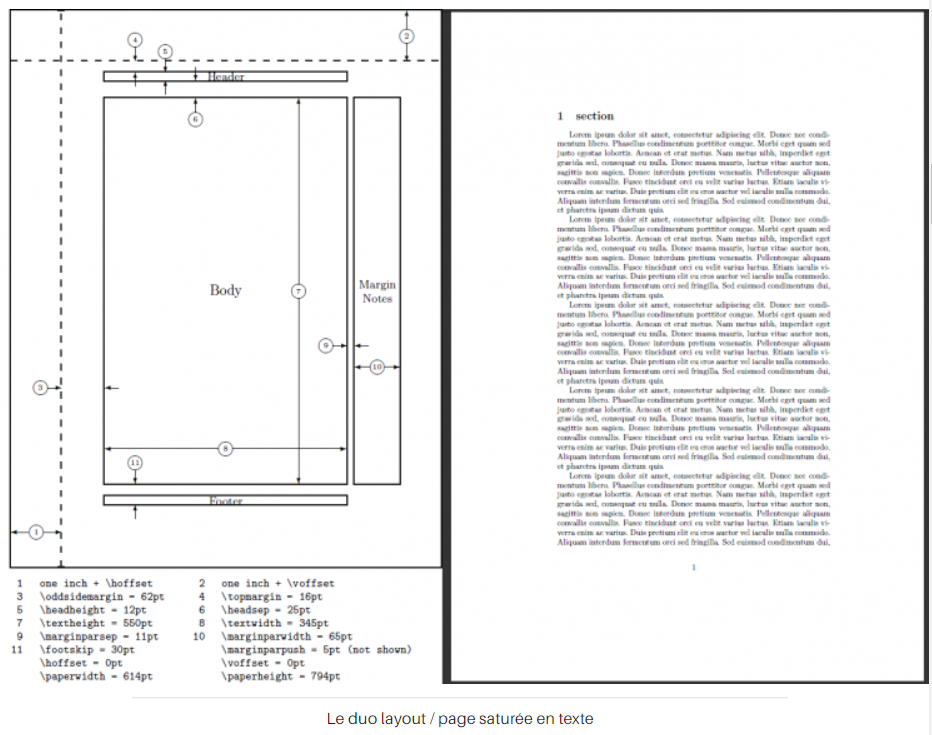 4
5
2
Header
6
Body
7
Margin
Notes
9
10
3
8
11
Footer
1
1 one inch + \hoffset 2 one inch + \voffset
3 \oddsidemargin = 62pt 4 \topmargin = 16pt
5 \headheight = 12pt 6 \headsep = 25pt
7 \textheight = 550pt 8 \textwidth = 345pt
9 \marginparsep = 11pt 10 \marginparwidth = 65pt
11 \footskip = 30pt \marginparpush = 5pt (not shown)
\hoffset = 0pt \voffset = 0pt
\paperwidth = 614pt \paperheight = 794pt
1 section
Lorem ipsum dolor sit amet, consectetur adipiscing elit. Donec nec condi-
mentum libero. Phasellus condimentum porttitor congue. Morbi eget quam sed
justo egestas lobortis. Aenean et erat metus. Nam metus nibh, imperdiet eget
gravida sed, consequat eu nulla. Donec massa mauris, luctus vitae auctor non,
sagittis non sapien. Donec interdum pretium venenatis. Pellentesque aliquam
convallis convallis. Fusce tincidunt orci eu velit varius luctus. Etiam iaculis vi-
verra enim ac varius. Duis pretium elit eu eros auctor vel iaculis nulla commodo.
Aliquam interdum fermentum orci sed fringilla. Sed euismod condimentum dui,
et pharetra ipsum dictum quis.
Lorem ipsum dolor sit amet, consectetur adipiscing elit. Donec nec condi-
mentum libero. Phasellus condimentum porttitor congue. Morbi eget quam sed
justo egestas lobortis. Aenean et erat metus. Nam metus nibh, imperdiet eget
gravida sed, consequat eu nulla. Donec massa mauris, luctus vitae auctor non,
sagittis non sapien. Donec interdum pretium venenatis. Pellentesque aliquam
convallis convallis. Fusce tincidunt orci eu velit varius luctus. Etiam iaculis vi-
verra enim ac varius. Duis pretium elit eu eros auctor vel iaculis nulla commodo.
Aliquam interdum fermentum orci sed fringilla. Sed euismod condimentum dui,
et pharetra ipsum dictum quis.
Lorem ipsum dolor sit amet, consectetur adipiscing elit. Donec nec condi-
mentum libero. Phasellus condimentum porttitor congue. Morbi eget quam sed
justo egestas lobortis. Aenean et erat metus. Nam metus nibh, imperdiet eget
gravida sed, consequat eu nulla. Donec massa mauris, luctus vitae auctor non,
sagittis non sapien. Donec interdum pretium venenatis. Pellentesque aliquam
convallis convallis. Fusce tincidunt orci eu velit varius luctus. Etiam iaculis vi-
verra enim ac varius. Duis pretium elit eu eros auctor vel iaculis nulla commodo.
Aliquam interdum fermentum orci sed fringilla. Sed euismod condimentum dui,
et pharetra ipsum dictum quis.
Lorem ipsum dolor sit amet, consectetur adipiscing elit. Donec nec condi-
mentum libero. Phasellus condimentum porttitor congue. Morbi eget quam sed
justo egestas lobortis. Aenean et erat metus. Nam metus nibh, imperdiet eget
gravida sed, consequat eu nulla. Donec massa mauris, luctus vitae auctor non,
sagittis non sapien. Donec interdum pretium venenatis. Pellentesque aliquam
convallis convallis. Fusce tincidunt orci eu velit varius luctus. Etiam iaculis vi-
verra enim ac varius. Duis pretium elit eu eros auctor vel iaculis nulla commodo.
Aliquam interdum fermentum orci sed fringilla. Sed euismod condimentum dui,
et pharetra ipsum dictum quis.
Lorem ipsum dolor sit amet, consectetur adipiscing elit. Donec nec condi-
mentum libero. Phasellus condimentum porttitor congue. Morbi eget quam sed
justo egestas lobortis. Aenean et erat metus. Nam metus nibh, imperdiet eget
gravida sed, consequat eu nulla. Donec massa mauris, luctus vitae auctor non,
sagittis non sapien. Donec interdum pretium venenatis. Pellentesque aliquam
convallis convallis. Fusce tincidunt orci eu velit varius luctus. Etiam iaculis vi-
verra enim ac varius. Duis pretium elit eu eros auctor vel iaculis nulla commodo.
Aliquam interdum fermentum orci sed fringilla. Sed euismod condimentum dui,
1
Le duo layout / page saturée en texte